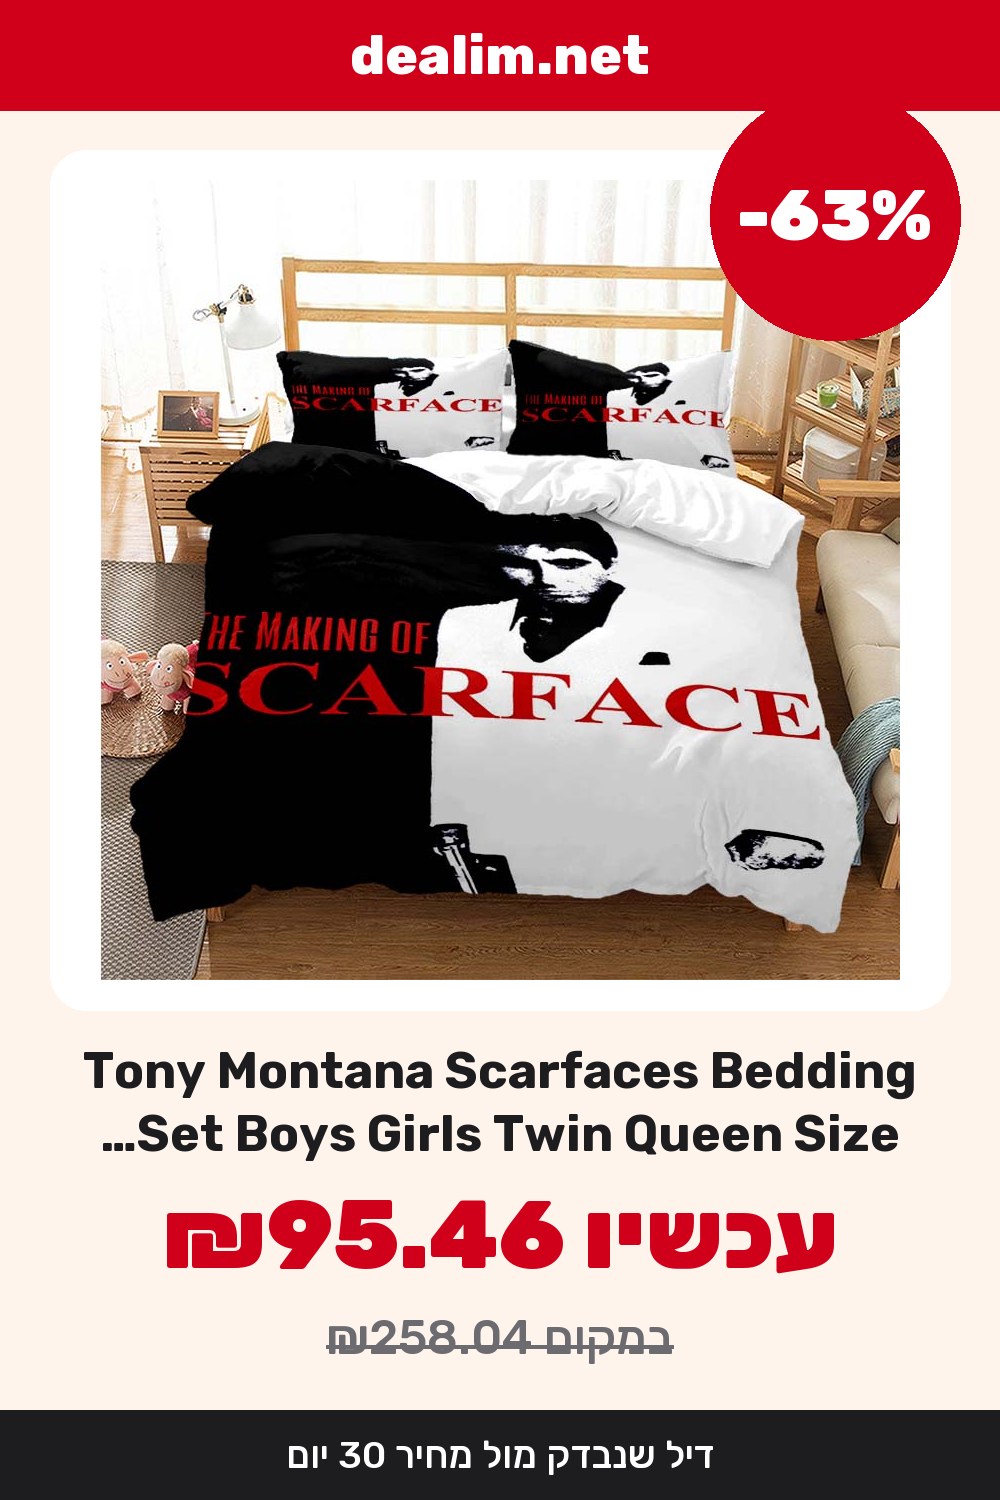 dealim.net
-63%
THE MAKING OF
SCARFACE
THE MAKING OF
SCARFACE
THE MAKING OF
SCARFACE
Tony Montana Scarfaces Bedding
...Set Boys Girls Twin Queen Size
עכשיו ₪95.46
במקום ₪258.04
דיל שנבדק מול מחיר 30 יום